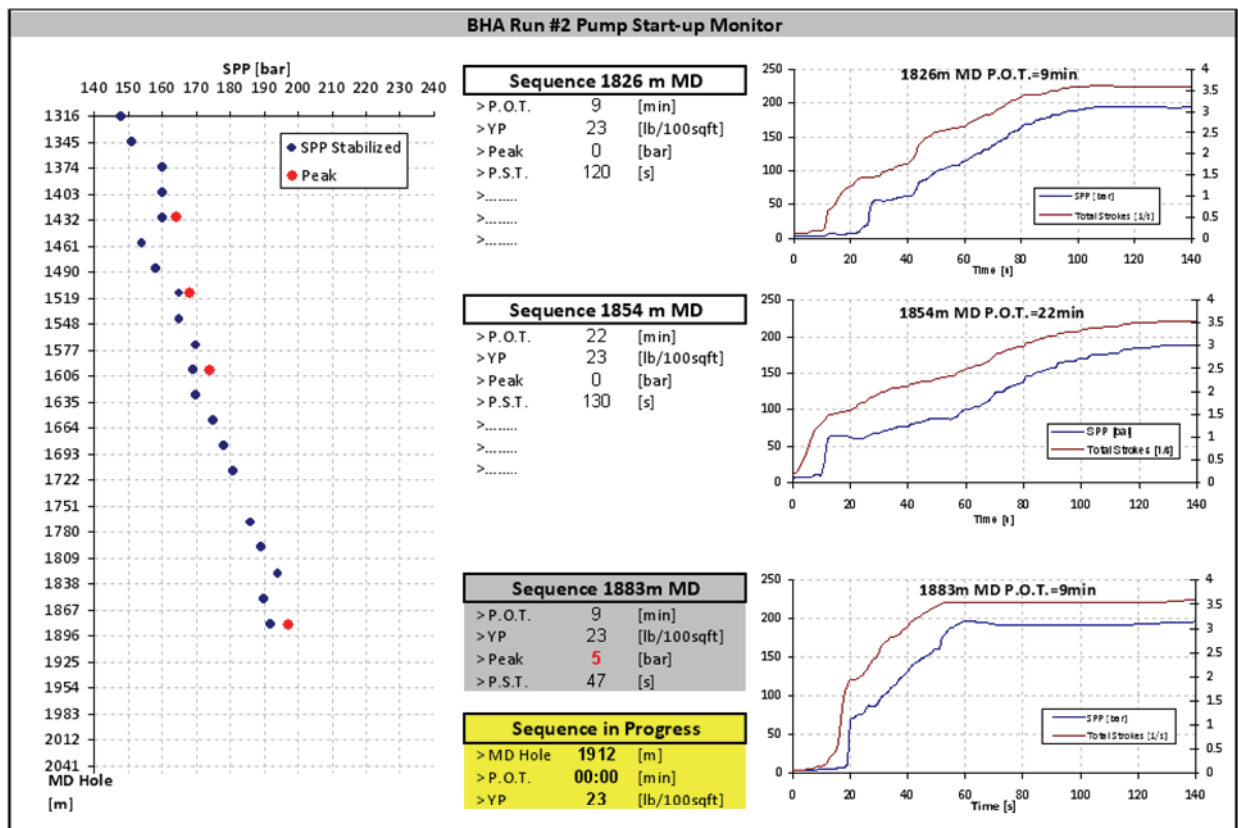 BHA Run #2 Pump Start-up Monitor
SPP [bar]
140 150 160 170 180 190 200 210 220 230 240
1316
1345
1374
1403
1432
1461
1490
1519
1548
1577
1606
1635
1664
1693
1722
1751
1780
1809
1838
1867
1896
1925
1954
1983
2012
2041
MD Hole
[m]
SPP Stabilized
Peak
Sequence 1826 m MD
>P.O.T. 9 [min]
>YP 23 [lb/100sqft]
>Peak 0 [bar]
>P.S.T. 120 [s]
>........
>........
>........
1826m MD P.O.T.=9min
250
200
150
100
50
0
4
3.5
3
2.5
2
1.5
1
0.5
0
SPP [bar]
Total Strokes [1/s]
0 20 40 60 80 100 120 140
Time [s]
Sequence 1854 m MD
>P.O.T. 22 [min]
>YP 23 [lb/100sqft]
>Peak 0 [bar]
>P.S.T. 130 [s]
>........
>........
>........
1854m MD P.O.T.=22min
250
200
150
100
50
0
4
3.5
3
2.5
2
1.5
1
0.5
0
SPP [bar]
Total Strokes [1/s]
0 20 40 60 80 100 120 140
Time [s]
Sequence 1883m MD
>P.O.T. 9 [min]
>YP 23 [lb/100sqft]
>Peak 5 [bar]
>P.S.T. 47 [s]
1883m MD P.O.T.=9min
250
200
150
100
50
0
4
3.5
3
2.5
2
1.5
1
0.5
0
SPP [bar]
Total Strokes [1/s]
0 20 40 60 80 100 120 140
Time [s]
Sequence in Progress
>MD Hole 1912 [m]
>P.O.T. 00:00 [min]
>YP 23 [lb/100sqft]